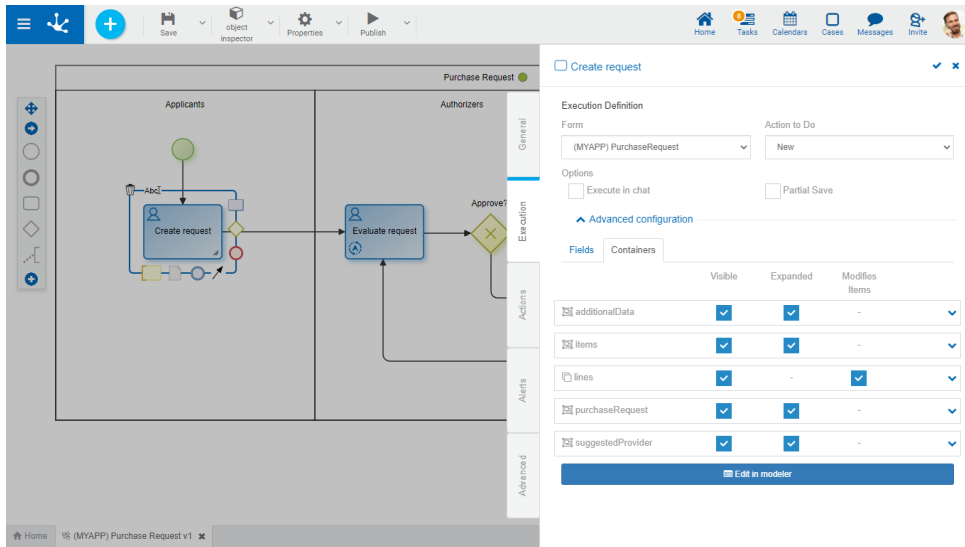 Save
object
inspector
Properties
Publish
Home
6
Tasks
Calendars
Cases
Messages
Invite
Purchase Request
Applicants
Authorizers
Abc
Create request
Evaluate request
Approve?
General
Execution
Actions
Alerts
Advanced
Create request
Execution Definition
Form
Action to Do
(MYAPP) PurchaseRequest
New
Options
Execute in chat
Partial Save
Advanced configuration
Fields
Containers
Visible
Expanded
Modifies
Items
additionalData
-
items
-
lines
-
purchaseRequest
-
suggestedProvider
-
Edit in modeler
Home
(MYAPP) Purchase Request v1